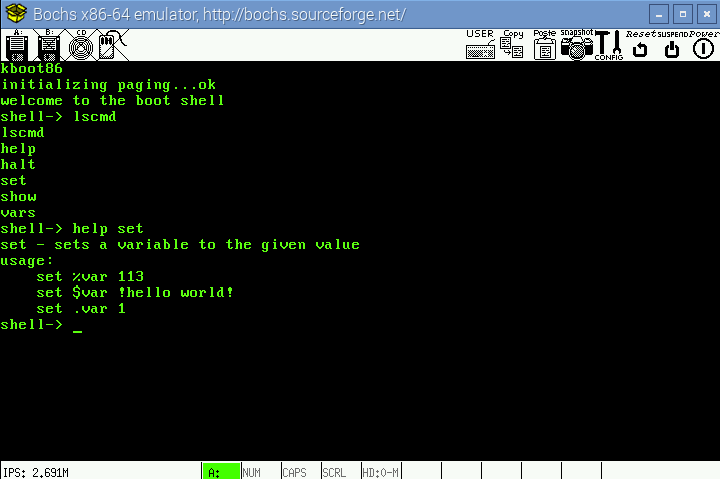 Bochs x86-64 emulator, http://bochs.sourceforge.net/
A: B: CD USER Copy Paste snapshot CONFIG Reset SUSPEND Power
kboot86
initializing paging...ok
welcome to the boot shell
shell-> lscmd
lscmd
help
halt
set
show
vars
shell-> help set
set - sets a variable to the given value
usage:
    set %var 113
    set $var !hello world!
    set .var 1
shell-> _
IPS: 2.691M A: NUM CAPS SCRL HD:0-M